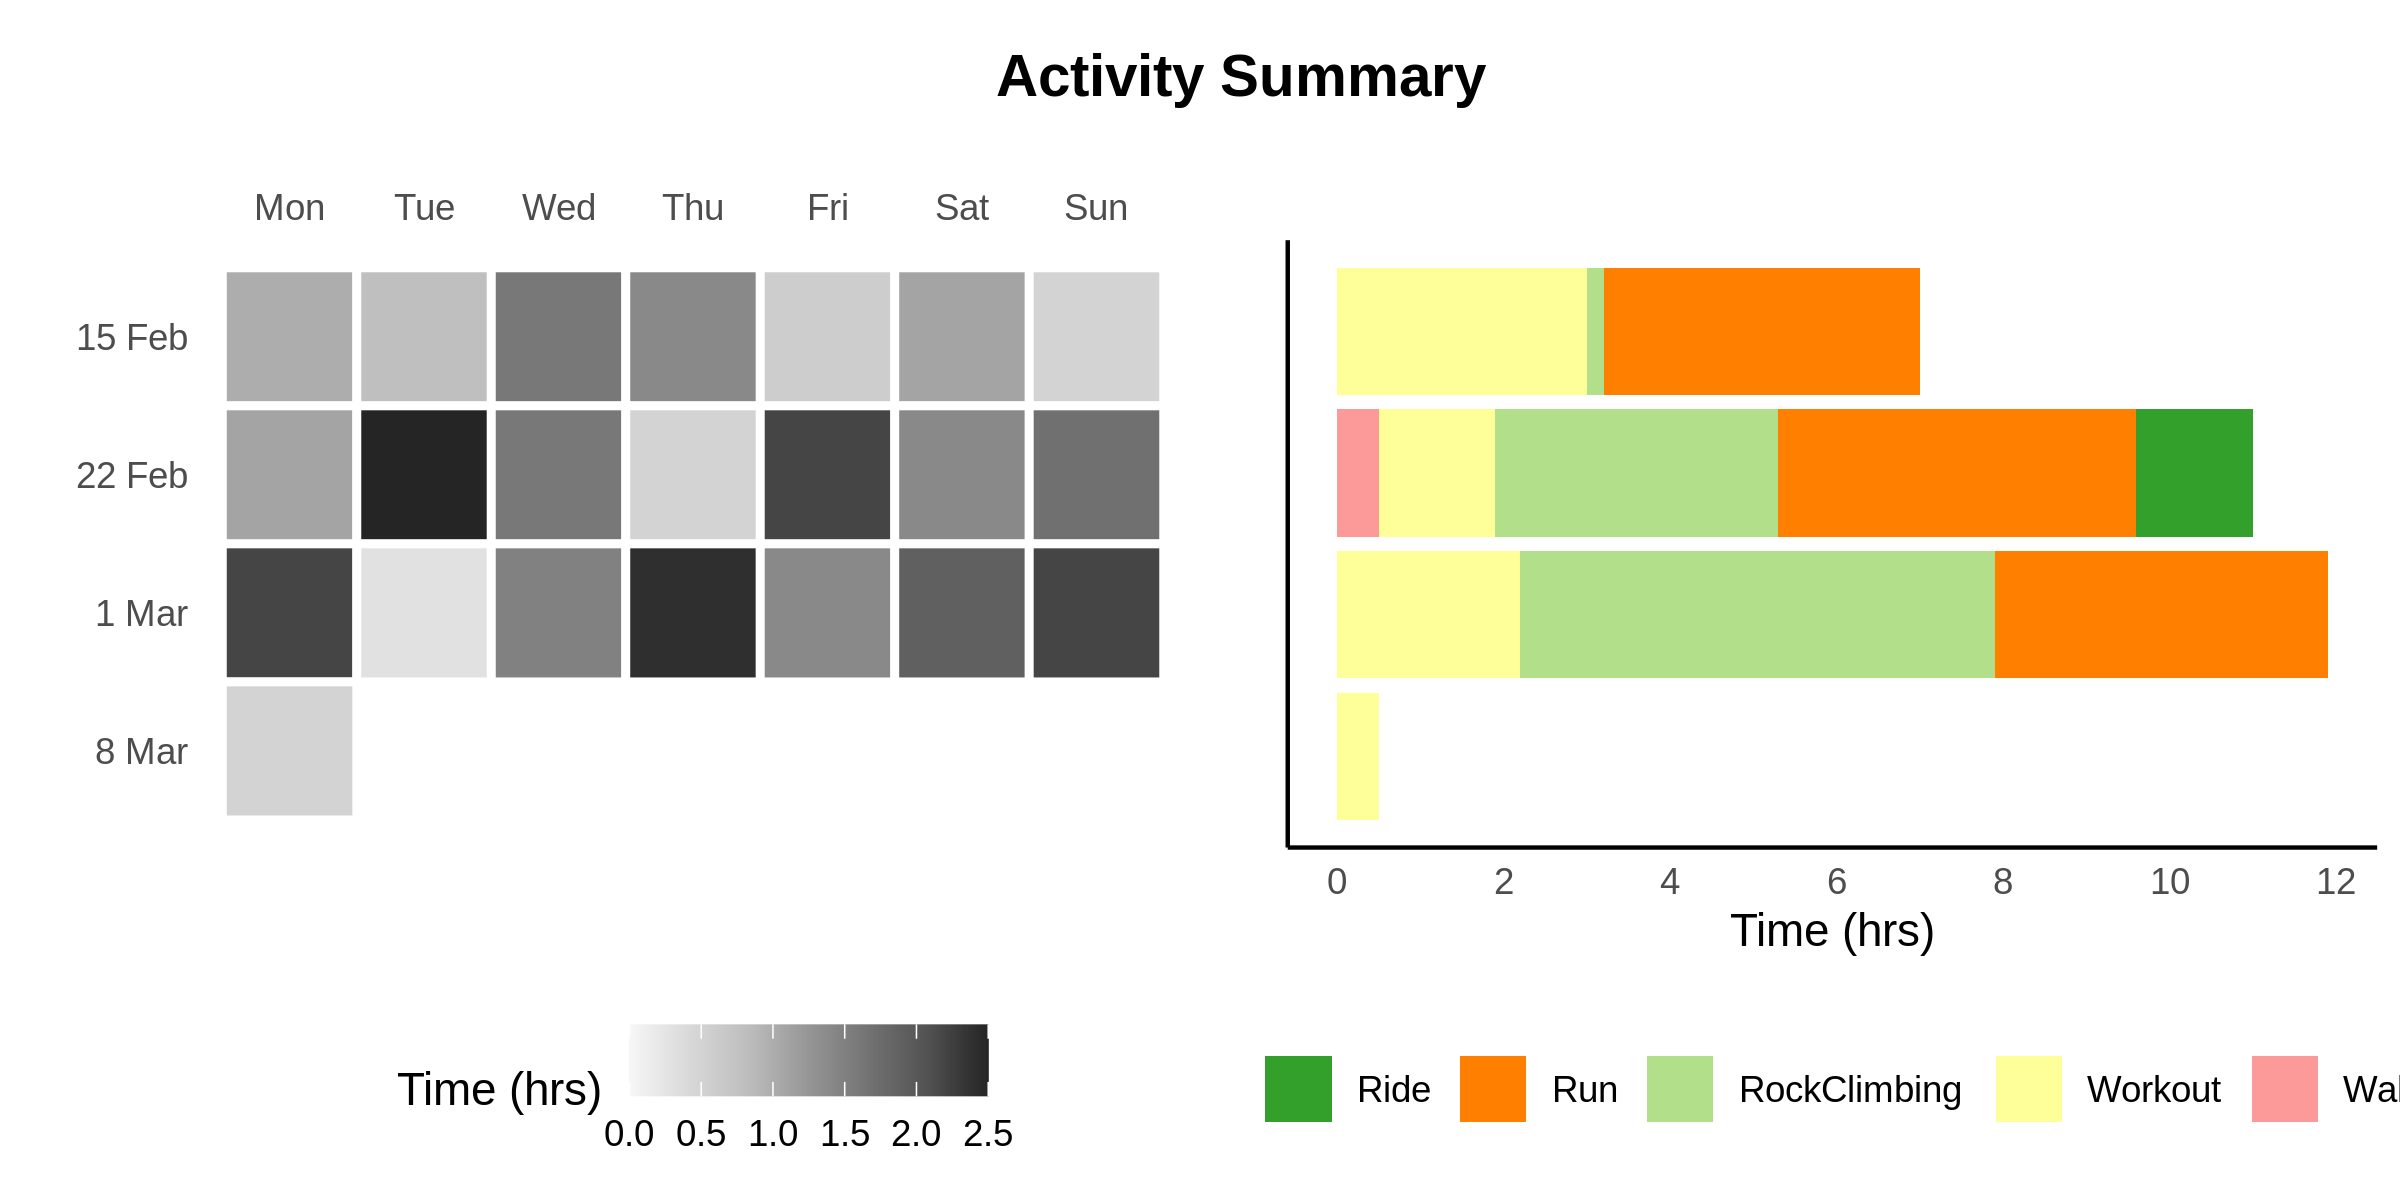 Activity Summary
Mon Tue Wed Thu Fri Sat Sun
15 Feb
22 Feb
1 Mar
8 Mar
0 2 4 6 8 10 12
Time (hrs)
Time (hrs)
0.0 0.5 1.0 1.5 2.0 2.5
Ride Run RockClimbing Workout